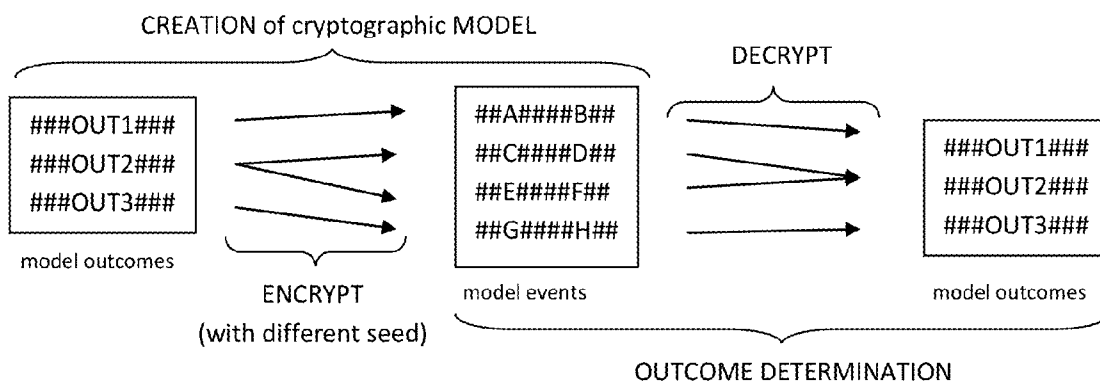 CREATION of cryptographic MODEL
DECRYPT
###OUT1###
###OUT2###
###OUT3###
##A####B##
##C####D##
##E####F##
##G####H##
###OUT1###
###OUT2###
###OUT3###
model outcomes
ENCRYPT
(with different seed)
model events
model outcomes
OUTCOME DETERMINATION